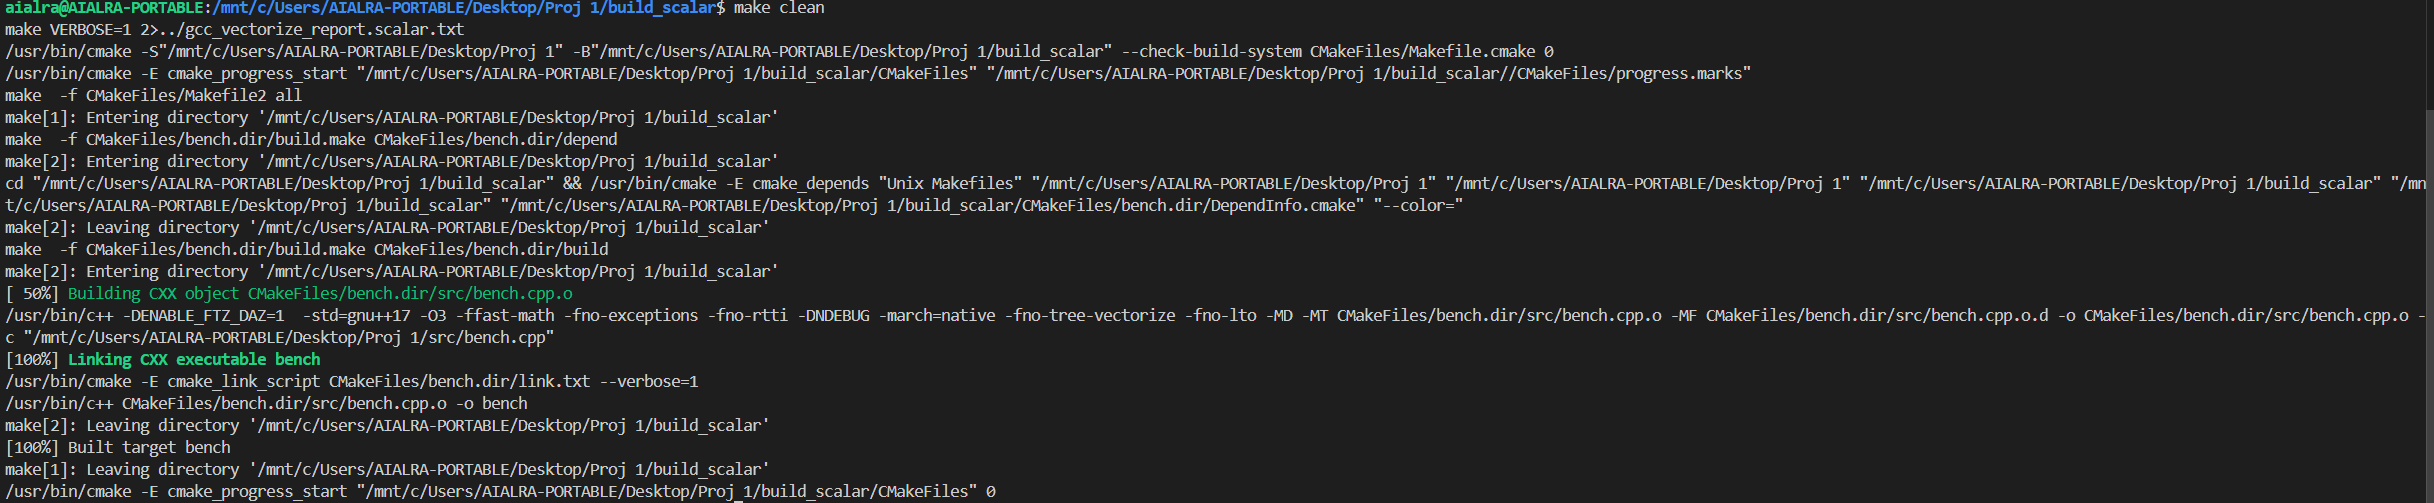 aialra@AIALRA-PORTABLE:/mnt/c/Users/AIALRA-PORTABLE/Desktop/Proj 1/build_scalar$ make clean
make VERBOSE=1 2>../gcc_vectorize_report.scalar.txt
/usr/bin/cmake -S"/mnt/c/Users/AIALRA-PORTABLE/Desktop/Proj 1" -B"/mnt/c/Users/AIALRA-PORTABLE/Desktop/Proj 1/build_scalar" --check-build-system CMakeFiles/Makefile.cmake 0
/usr/bin/cmake -E cmake_progress_start "/mnt/c/Users/AIALRA-PORTABLE/Desktop/Proj 1/build_scalar/CMakeFiles" "/mnt/c/Users/AIALRA-PORTABLE/Desktop/Proj 1/build_scalar//CMakeFiles/progress.marks"
make  -f CMakeFiles/Makefile2 all
make[1]: Entering directory '/mnt/c/Users/AIALRA-PORTABLE/Desktop/Proj 1/build_scalar'
make  -f CMakeFiles/bench.dir/build.make CMakeFiles/bench.dir/depend
make[2]: Entering directory '/mnt/c/Users/AIALRA-PORTABLE/Desktop/Proj 1/build_scalar'
cd "/mnt/c/Users/AIALRA-PORTABLE/Desktop/Proj 1/build_scalar" && /usr/bin/cmake -E cmake_depends "Unix Makefiles" "/mnt/c/Users/AIALRA-PORTABLE/Desktop/Proj 1" "/mnt/c/Users/AIALRA-PORTABLE/Desktop/Proj 1" "/mnt/c/Users/AIALRA-PORTABLE/Desktop/Proj 1/build_scalar" "/mn
t/c/Users/AIALRA-PORTABLE/Desktop/Proj 1/build_scalar" "/mnt/c/Users/AIALRA-PORTABLE/Desktop/Proj 1/build_scalar/CMakeFiles/bench.dir/DependInfo.cmake" "--color="
make[2]: Leaving directory '/mnt/c/Users/AIALRA-PORTABLE/Desktop/Proj 1/build_scalar'
make  -f CMakeFiles/bench.dir/build.make CMakeFiles/bench.dir/build
make[2]: Entering directory '/mnt/c/Users/AIALRA-PORTABLE/Desktop/Proj 1/build_scalar'
[ 50%] Building CXX object CMakeFiles/bench.dir/src/bench.cpp.o
/usr/bin/c++ -DENABLE_FTZ_DAZ=1  -std=gnu++17 -O3 -ffast-math -fno-exceptions -fno-rtti -DNDEBUG -march=native -fno-tree-vectorize -fno-lto -MD -MT CMakeFiles/bench.dir/src/bench.cpp.o -MF CMakeFiles/bench.dir/src/bench.cpp.o.d -o CMakeFiles/bench.dir/src/bench.cpp.o -
c "/mnt/c/Users/AIALRA-PORTABLE/Desktop/Proj 1/src/bench.cpp"
[100%] Linking CXX executable bench
/usr/bin/cmake -E cmake_link_script CMakeFiles/bench.dir/link.txt --verbose=1
/usr/bin/c++ CMakeFiles/bench.dir/src/bench.cpp.o -o bench
make[2]: Leaving directory '/mnt/c/Users/AIALRA-PORTABLE/Desktop/Proj 1/build_scalar'
[100%] Built target bench
make[1]: Leaving directory '/mnt/c/Users/AIALRA-PORTABLE/Desktop/Proj 1/build_scalar'
/usr/bin/cmake -E cmake_progress_start "/mnt/c/Users/AIALRA-PORTABLE/Desktop/Proj 1/build_scalar/CMakeFiles" 0